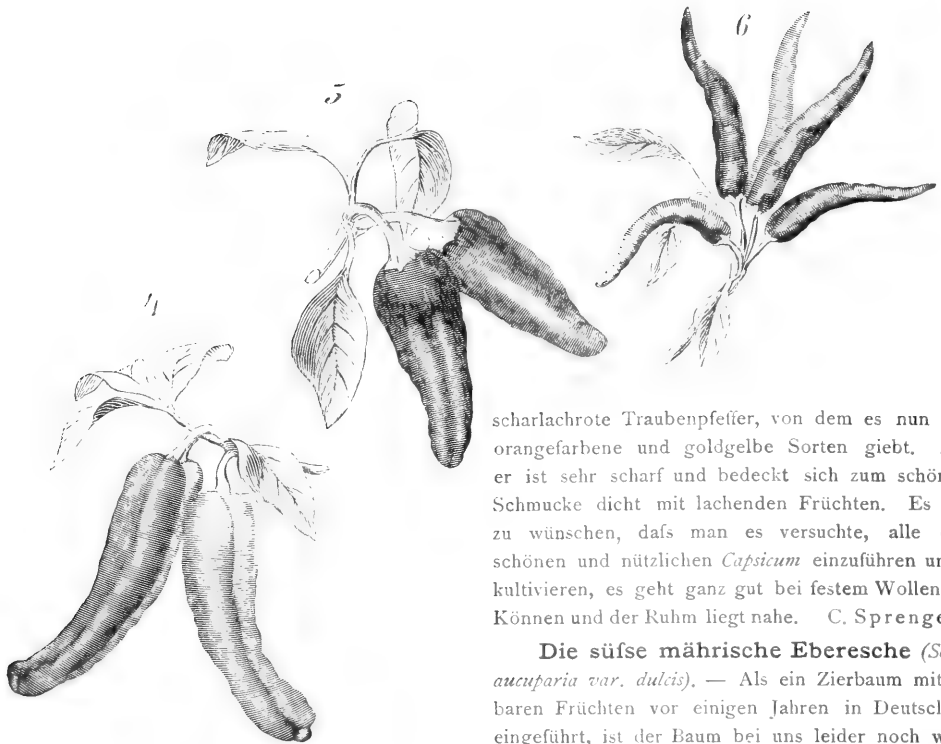 6
5
4
scharlachrote Traubenpfeffer, von dem es nun
orangefarbene und goldgelbe Sorten giebt.
er ist sehr scharf und bedeckt sich zum schön
Schmucke dicht mit lachenden Früchten. Es
zu wünschen, daſs man es versuchte, alle
schönen und nützlichen Capsicum einzuführen un
kultivieren, es geht ganz gut bei festem Wollen
Können und der Ruhm liegt nahe. C. Sprenge
Die süſse mährische Eberesche (S
aucuparia var. dulcis). — Als ein Zierbaum mit
baren Früchten vor einigen Jahren in Deutsch
eingeführt, ist der Baum bei uns leider noch w